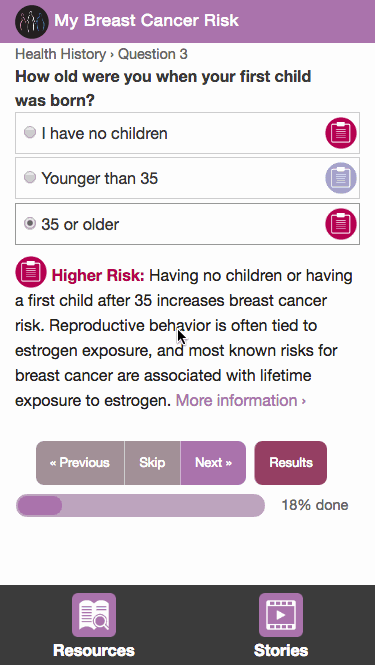 My Breast Cancer Risk
Health History › Question 3
How old were you when your first child
was born?
I have no children
Younger than 35
35 or older
Higher Risk: Having no children or having
a first child after 35 increases breast cancer
risk. Reproductive behavior is often tied to
estrogen exposure, and most known risks for
breast cancer are associated with lifetime
exposure to estrogen. More information ›
« Previous
Skip
Next »
Results
18% done
Resources
Stories